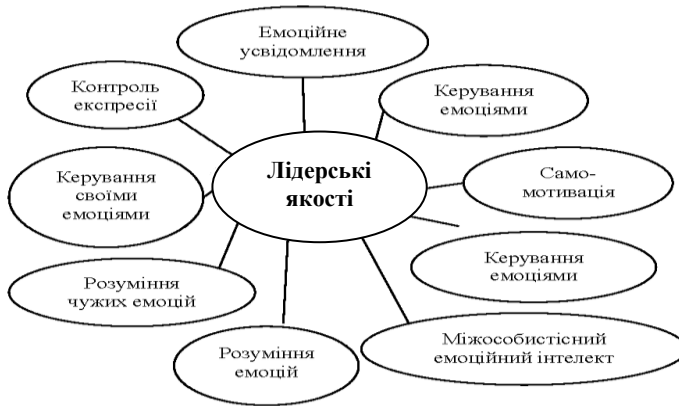 Емоційне
усвідомлення
Контроль
експресії
Керування
емоціями
Лідерські
якості
Керування
своїми
емоціями
Само-
мотивація
Розуміння
чужих емоцій
Керування
емоціями
Розуміння
емоцій
Міжособистісний
емоційний інтелект